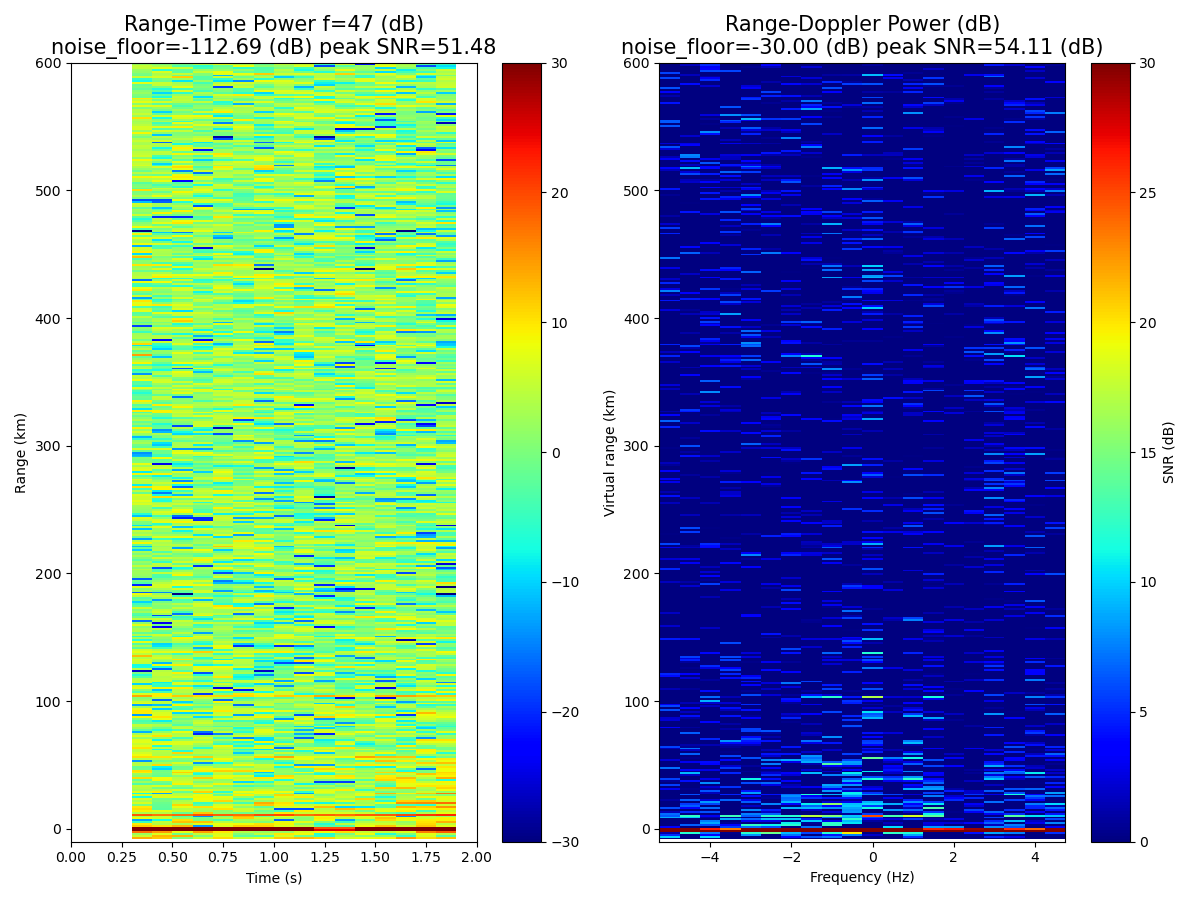 Range-Time Power f=47 (dB)
noise_floor=-112.69 (dB) peak SNR=51.48
600
500
400
300
200
100
0
Range (km)
0.00 0.25 0.50 0.75 1.00 1.25 1.50 1.75 2.00
Time (s)
30
20
10
0
−10
−20
−30
Range-Doppler Power (dB)
noise_floor=-30.00 (dB) peak SNR=54.11 (dB)
600
500
400
300
200
100
0
Virtual range (km)
−4 −2 0 2 4
Frequency (Hz)
30
25
20
15
10
5
0
SNR (dB)